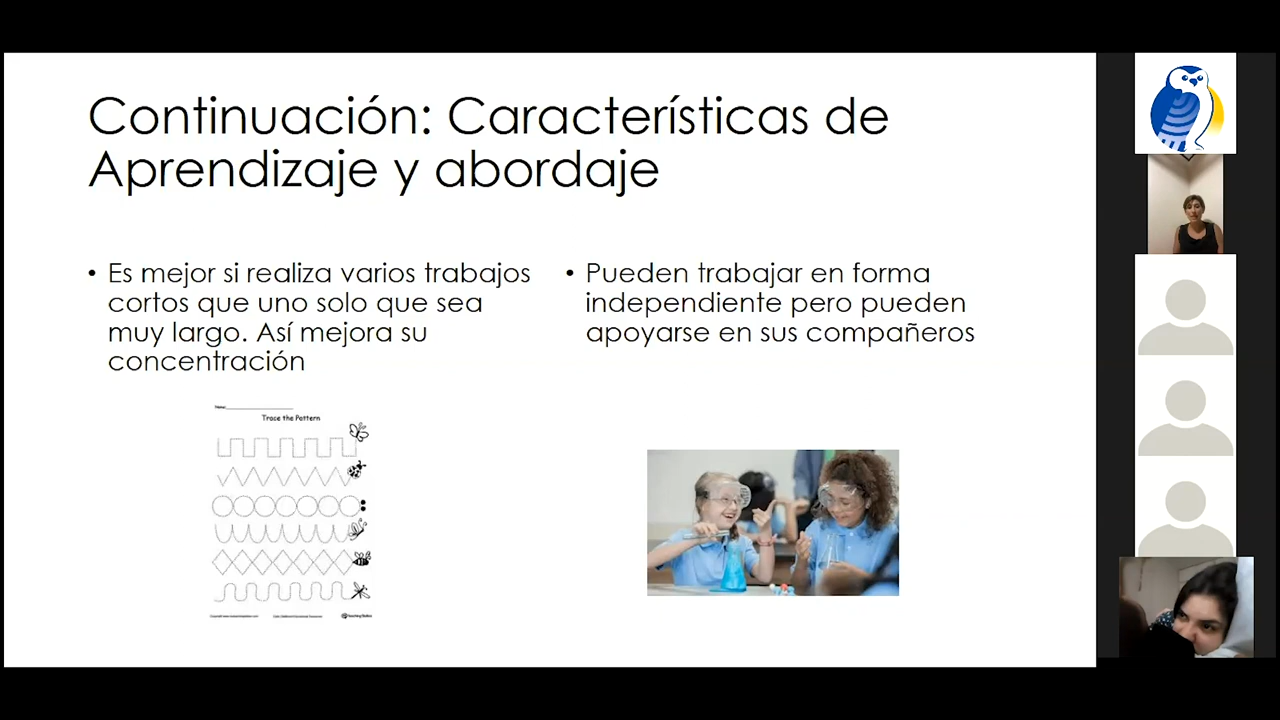 Continuación: Características de
Aprendizaje y abordaje
• Es mejor si realiza varios trabajos
cortos que uno solo que sea
muy largo. Así mejora su
concentración
• Pueden trabajar en forma
independiente pero pueden
apoyarse en sus compañeros
Name:
Trace the Pattern